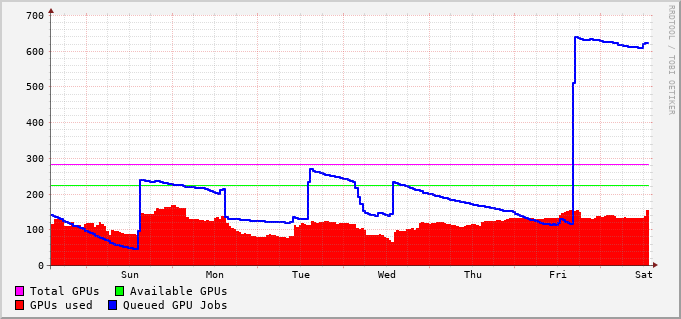 700
600
500
400
300
200
100
0
Sun Mon Tue Wed Thu Fri Sat
RRDTOOL / TOBI OETIKER
Total GPUs Available GPUs
GPUs used Queued GPU Jobs